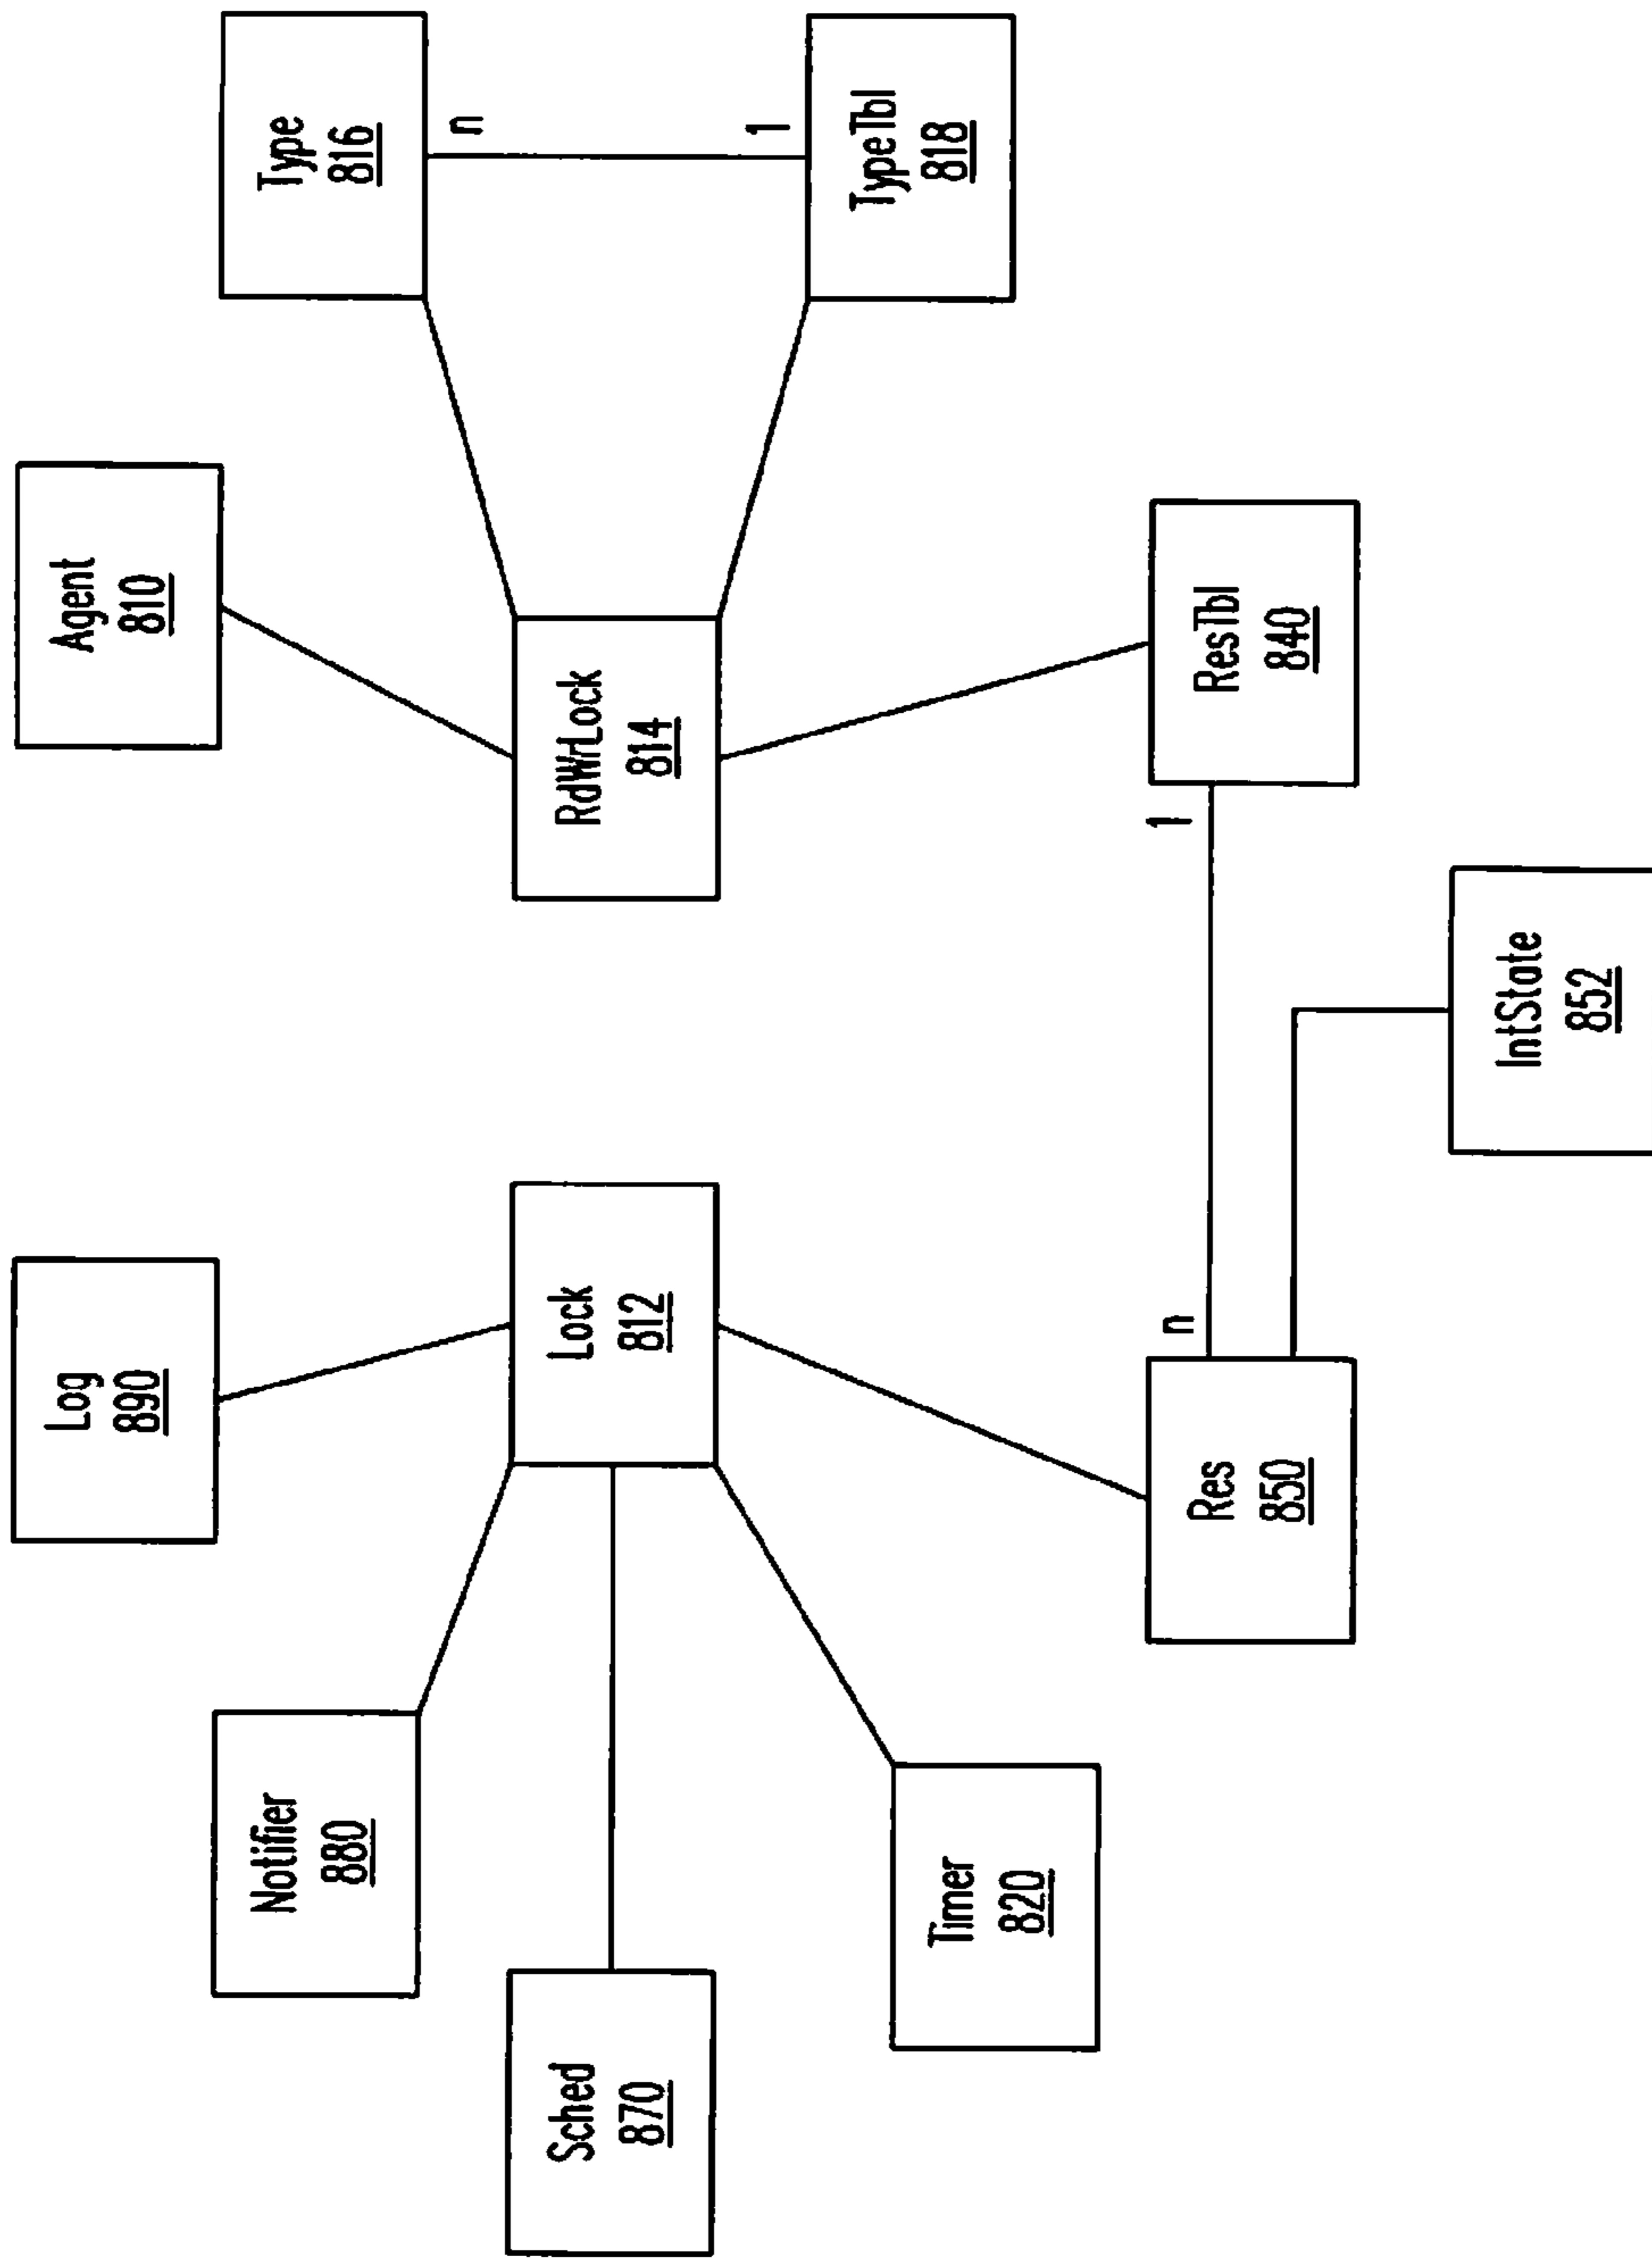 Log
890
Agent
810
Notifier
880
Type
816
n
Sched
870
Lock
812
RdWrLock
814
1
TypeTbl
818
Timer
820
n
1
Res
850
ResTbl
840
IntState
852